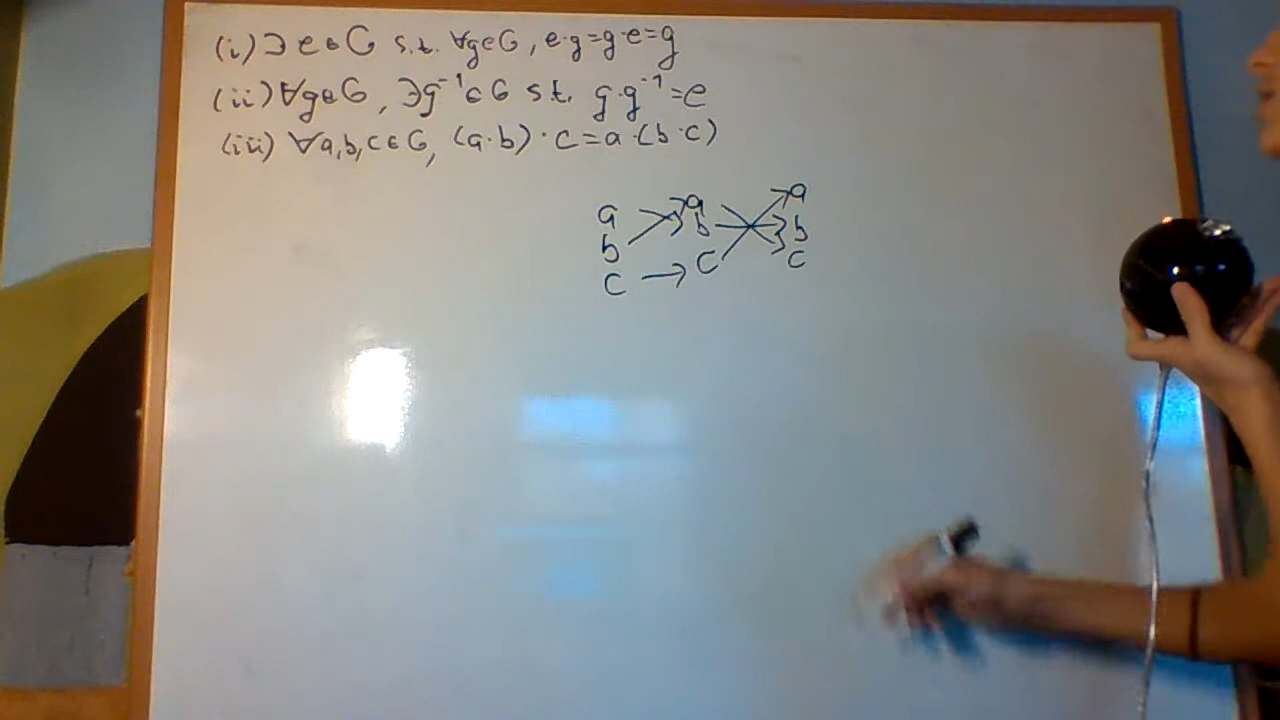 (i) ∃ e ∈ G s.t. ∀g∈G, e·g=g·e=g
(ii) ∀g∈G, ∃g⁻¹∈G s.t. g·g⁻¹=e
(iii) ∀a,b,c∈G, (a·b)·c=a·(b·c)
a a a
b b b
c → c c